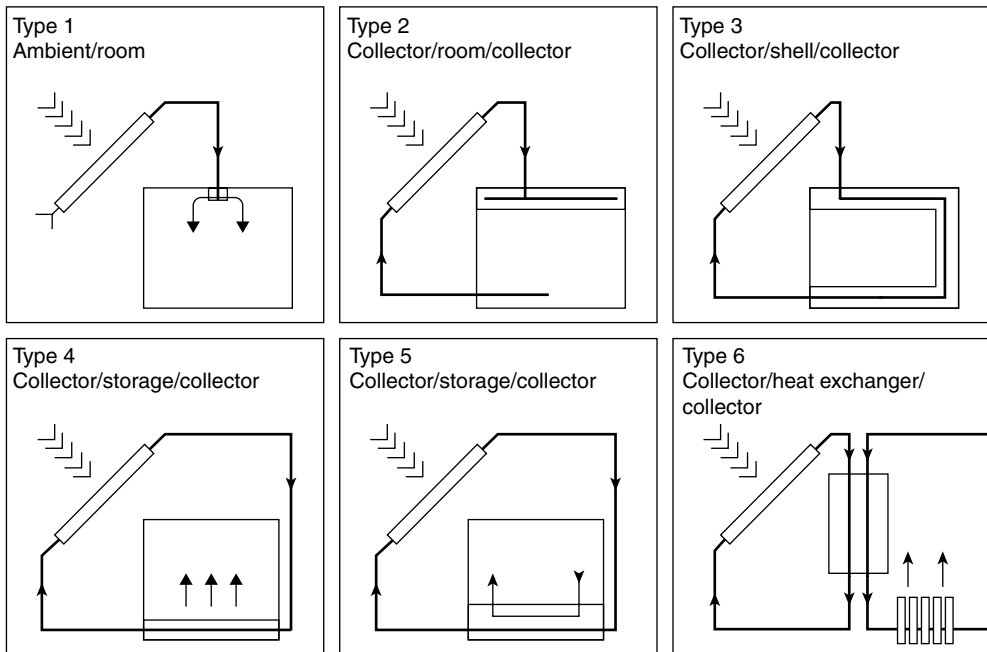 Type 1
Ambient/room
Type 2
Collector/room/collector
Type 3
Collector/shell/collector
Type 4
Collector/storage/collector
Type 5
Collector/storage/collector
Type 6
Collector/heat exchanger/
collector